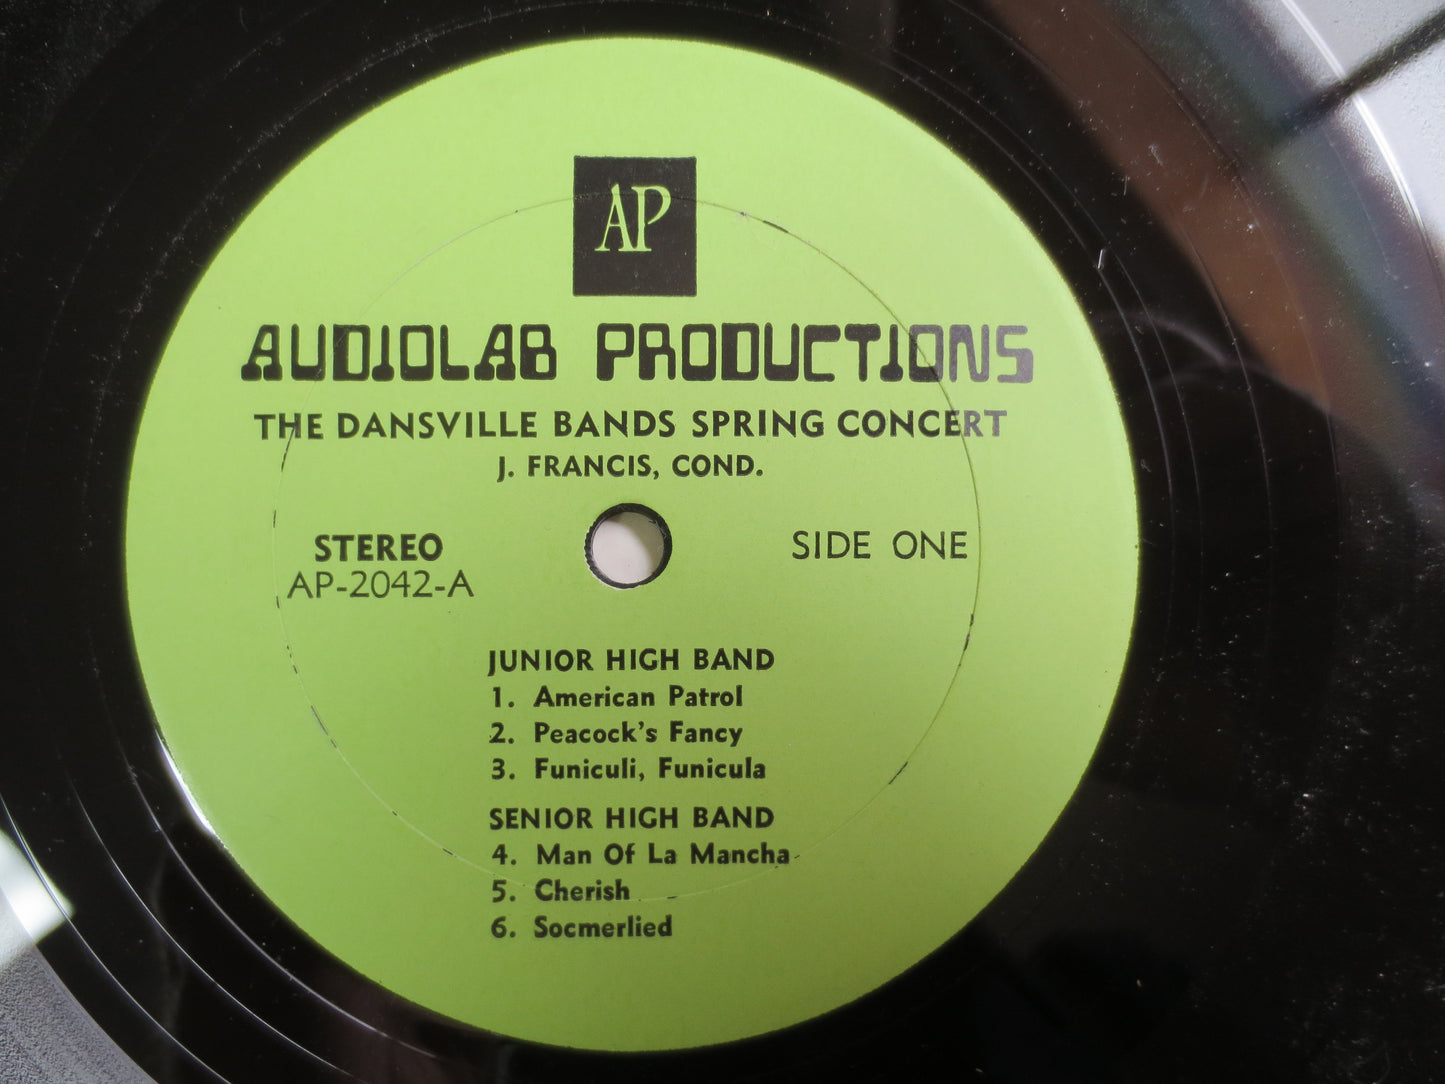 AP
AUDIOLAB PRODUCTIONS
THE DANSVILLE BANDS SPRING CONCERT
J. FRANCIS, COND.
STEREO
AP-2042-A
SIDE ONE
JUNIOR HIGH BAND
1. American Patrol
2. Peacock's Fancy
3. Funiculi, Funicula
SENIOR HIGH BAND
4. Man Of La Mancha
5. Cherish
6. Socmerlied